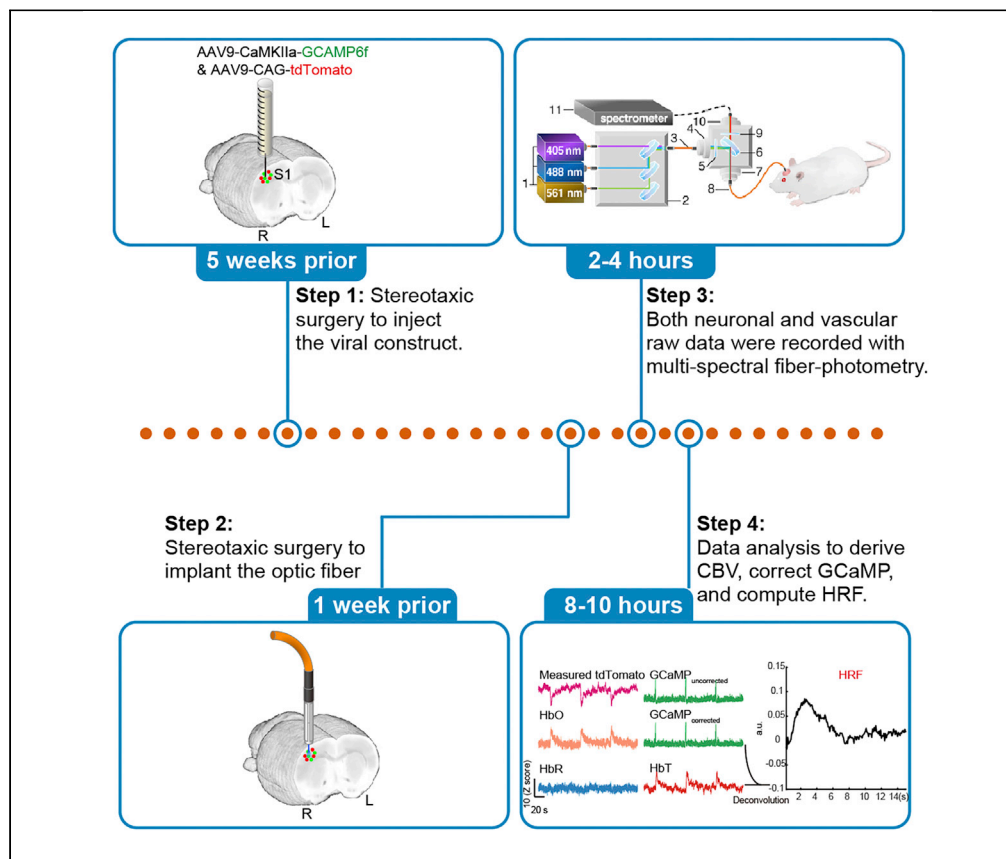 AAV9-CaMKIIa-GCAMP6f
& AAV9-CAG-tdTomato
S1
L
R
5 weeks prior
Step 1: Stereotaxic
surgery to inject
the viral construct.
11
spectrometer
10
9
4
3
6
405 nm
488 nm
561 nm
1
5
7
8
2
2-4 hours
Step 3:
Both neuronal and vascular
raw data were recorded with
multi-spectral fiber-photometry.
Step 2:
Stereotaxic surgery to
implant the optic fiber
1 week prior
L
R
Step 4:
Data analysis to derive
CBV, correct GCaMP,
and compute HRF.
8-10 hours
Measured tdTomato
GCaMP uncorrected
HbO
GCaMP corrected
HbR
HbT
10 (Z score)
20 s
Deconvolution
HRF
a.u.
0.15
0.1
0.05
0
-0.05
-0.1
2 4 6 8 10 12 14(s)